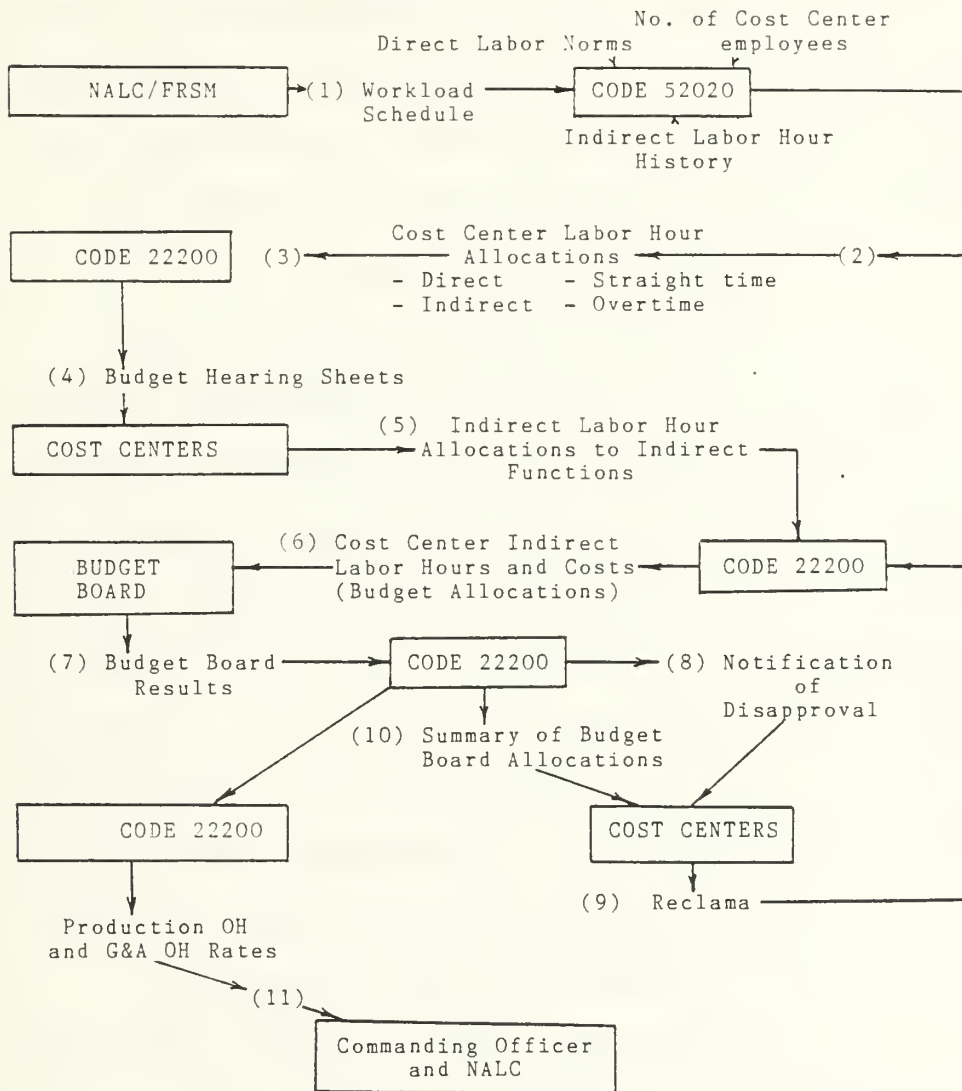 No. of Cost Center
Direct Labor Norms employees
NALC/FRSM
(1) Workload
Schedule
CODE 52020
Indirect Labor Hour
History
CODE 22200
(3)
Cost Center Labor Hour
Allocations
- Direct - Straight time
- Indirect - Overtime
(2)
(4) Budget Hearing Sheets
COST CENTERS
(5) Indirect Labor Hour
Allocations to Indirect
Functions
BUDGET
BOARD
(6) Cost Center Indirect
Labor Hours and Costs
(Budget Allocations)
CODE 22200
(7) Budget Board
Results
CODE 22200
(8) Notification
of
Disapproval
(10) Summary of Budget
Board Allocations
CODE 22200
COST CENTERS
(9) Reclama
Production OH
and G&A OH Rates
(11)
Commanding Officer
and NALC